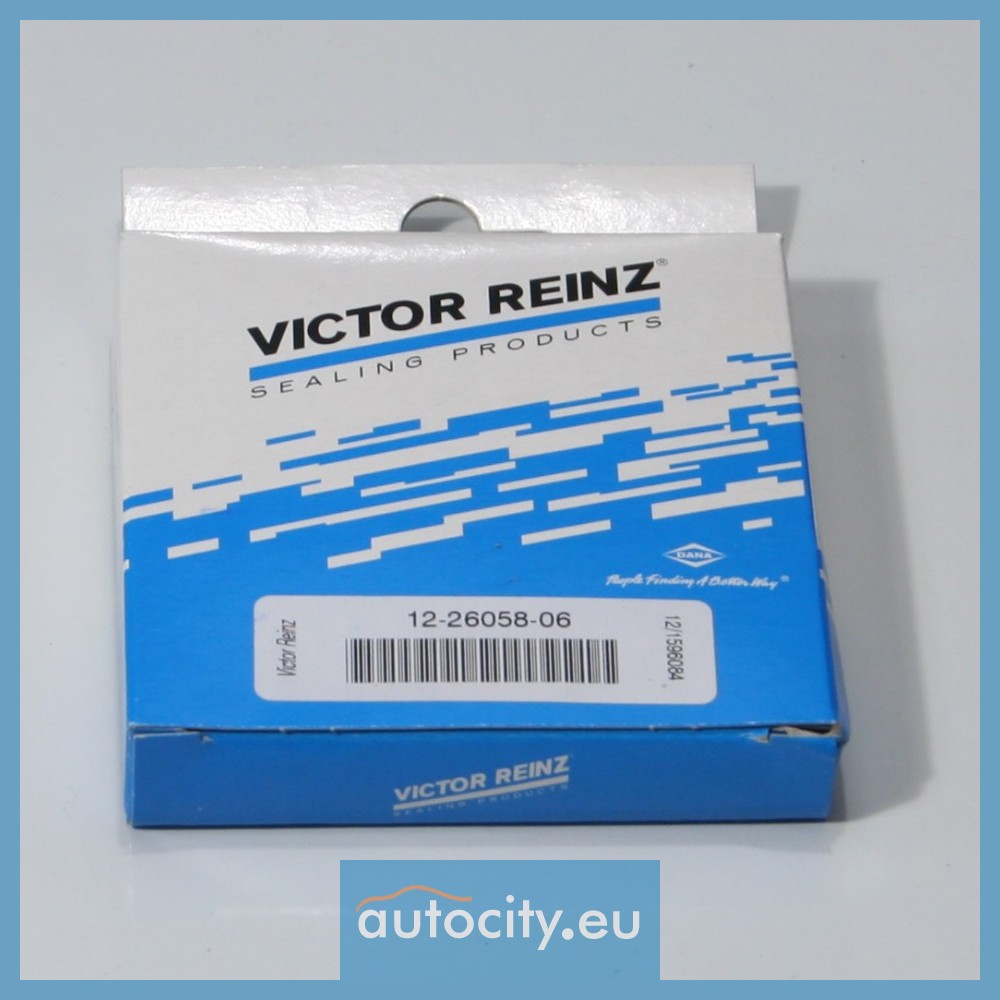 VICTOR REINZ®
SEALING PRODUCTS
DANA
People Finding A Better Way®
Victor Reinz
12-26058-06
12/1596084
VICTOR REINZ
SEALING PRODUCTS
autocity.eu